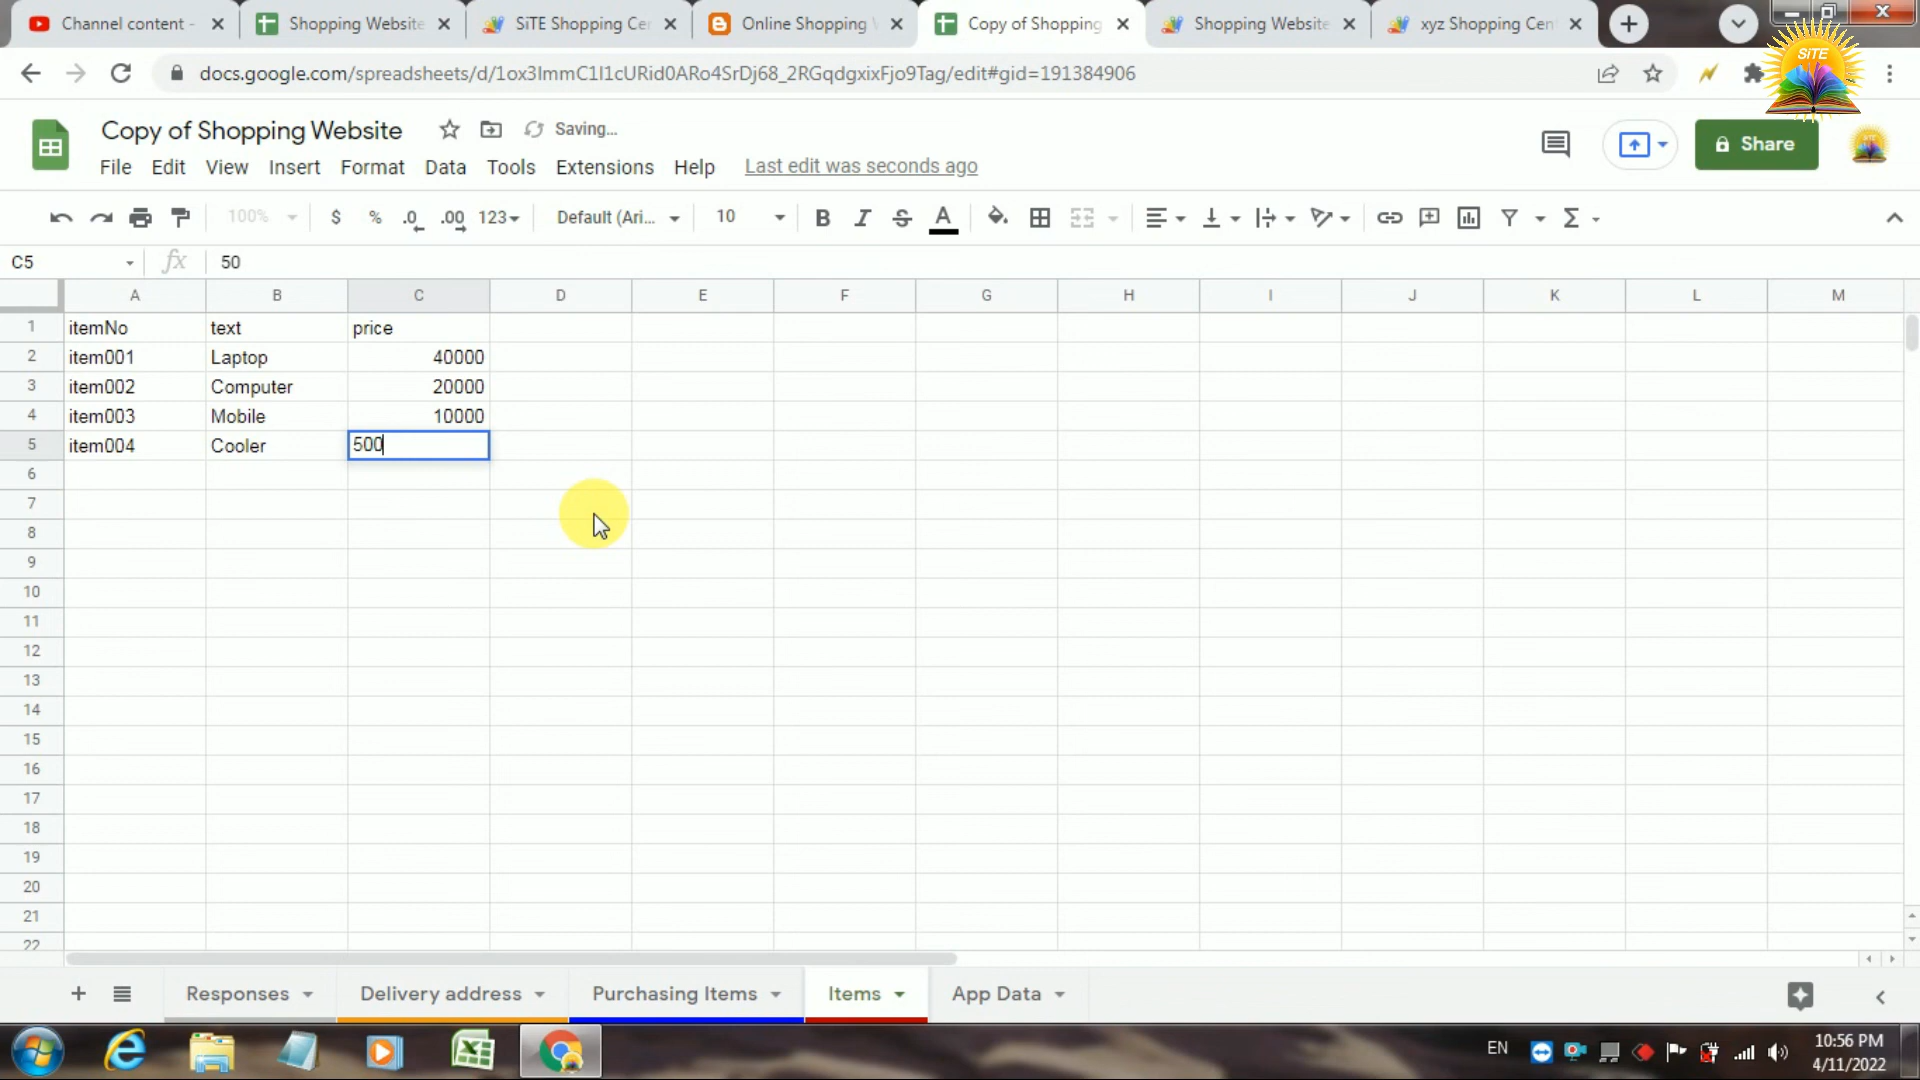 Channel content -
Shopping Website
SiTE Shopping Cen
Online Shopping
Copy of Shopping
Shopping Website
xyz Shopping Cen
docs.google.com/spreadsheets/d/1ox3ImmC1I1cURid0ARo4SrDj68_2RGqdgxixFjo9Tag/edit#gid=191384906
SiTE
Copy of Shopping Website
Saving...
File Edit View Insert Format Data Tools Extensions Help Last edit was seconds ago
Share
100% $ % .0 .00 123 Default (Ari... 10 B I S A
C5 fx 50
A B C D E F G H I J K L M
1 itemNo text price
2 item001 Laptop 40000
3 item002 Computer 20000
4 item003 Mobile 10000
5 item004 Cooler 500
6
7
8
9
10
11
12
13
14
15
16
17
18
19
20
21
22
Responses Delivery address Purchasing Items Items App Data
EN
10:56 PM
4/11/2022